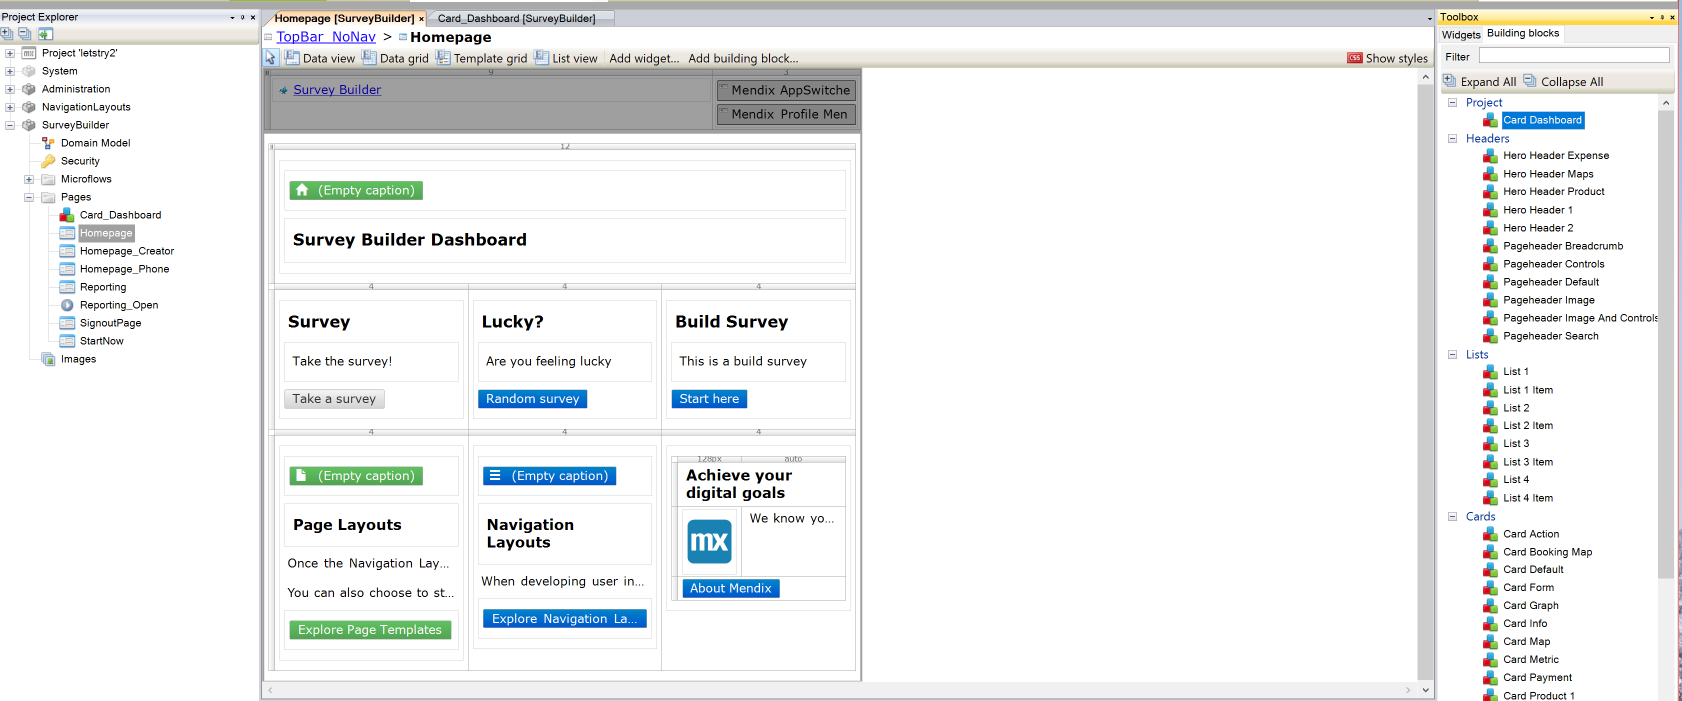 Project Explorer
Project 'letstry2'
System
Administration
NavigationLayouts
SurveyBuilder
Domain Model
Security
Microflows
Pages
Card_Dashboard
Homepage
Homepage_Creator
Homepage_Phone
Reporting
Reporting_Open
SignoutPage
StartNow
Images
Homepage [SurveyBuilder] ×
Card_Dashboard [SurveyBuilder]
TopBar_NoNav > Homepage
Data view Data grid Template grid List view Add widget... Add building block...
CSS Show styles
9 3
Survey Builder
Mendix AppSwitche
Mendix Profile Men
12
(Empty caption)
Survey Builder Dashboard
4 4 4
Survey Lucky? Build Survey
Take the survey! Are you feeling lucky This is a build survey
Take a survey Random survey Start here
4 4 4
(Empty caption)
Page Layouts
Once the Navigation Lay...
You can also choose to st...
Explore Page Templates
(Empty caption)
Navigation
Layouts
When developing user in...
Explore Navigation La...
128px auto
Achieve your
digital goals
mx
We know yo...
About Mendix
Toolbox
Widgets Building blocks
Filter
Expand All Collapse All
Project
Card Dashboard
Headers
Hero Header Expense
Hero Header Maps
Hero Header Product
Hero Header 1
Hero Header 2
Pageheader Breadcrumb
Pageheader Controls
Pageheader Default
Pageheader Image
Pageheader Image And Controls
Pageheader Search
Lists
List 1
List 1 Item
List 2
List 2 Item
List 3
List 3 Item
List 4
List 4 Item
Cards
Card Action
Card Booking Map
Card Default
Card Form
Card Graph
Card Info
Card Map
Card Metric
Card Payment
Card Product 1